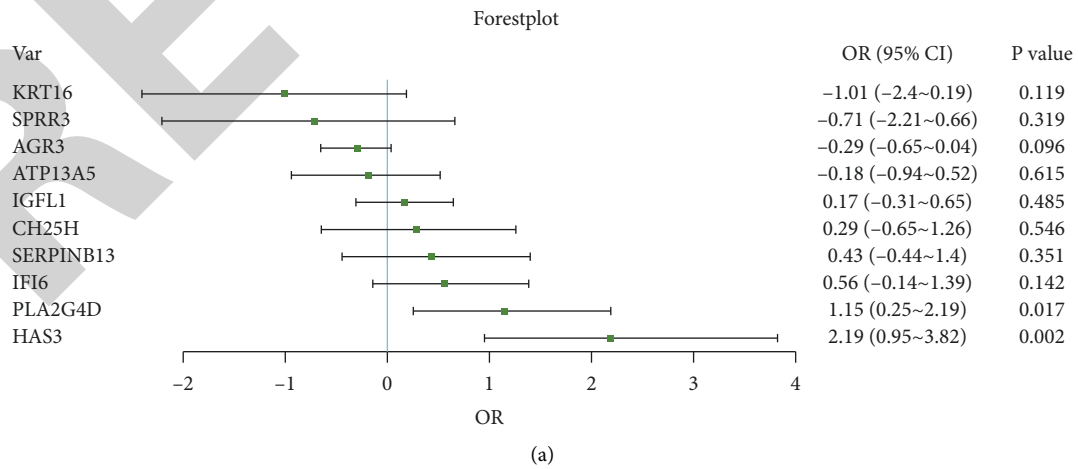 Forestplot
Var OR (95% CI) P value
KRT16 –1.01 (–2.4~0.19) 0.119
SPRR3 –0.71 (–2.21~0.66) 0.319
AGR3 –0.29 (–0.65~0.04) 0.096
ATP13A5 –0.18 (–0.94~0.52) 0.615
IGFL1 0.17 (–0.31~0.65) 0.485
CH25H 0.29 (–0.65~1.26) 0.546
SERPINB13 0.43 (–0.44~1.4) 0.351
IFI6 0.56 (–0.14~1.39) 0.142
PLA2G4D 1.15 (0.25~2.19) 0.017
HAS3 2.19 (0.95~3.82) 0.002
–2 –1 0 1 2 3 4
OR
(a)